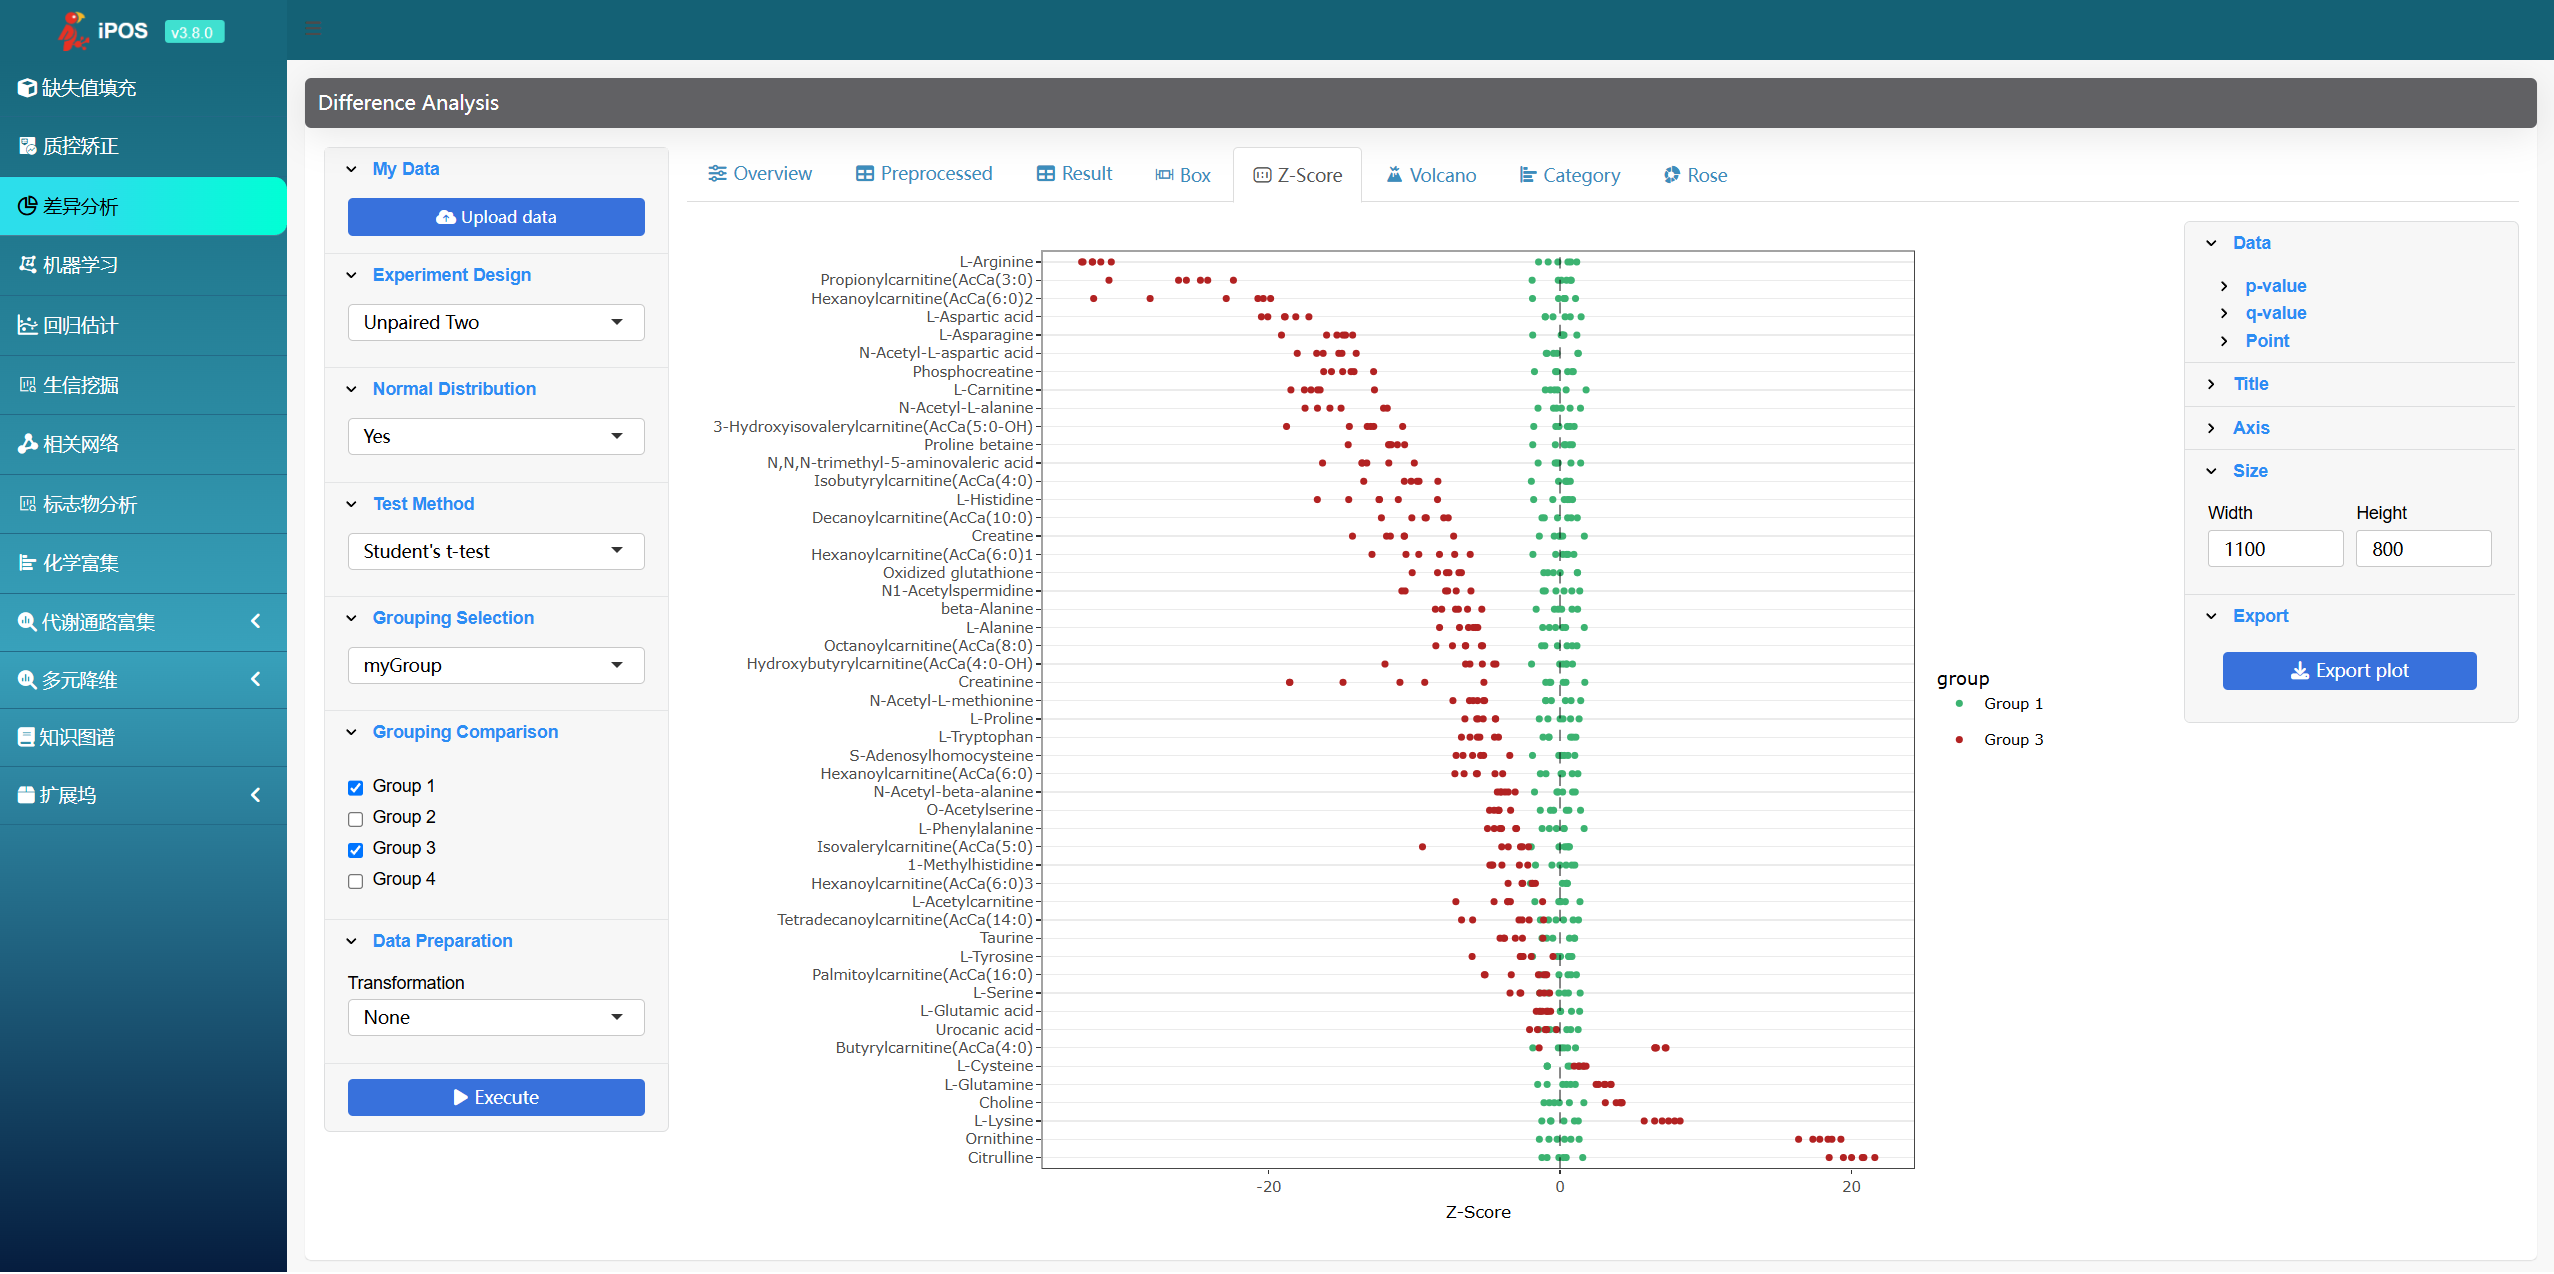 iPOS v3.8.0
缺失值填充
质控矫正
差异分析
机器学习
回归估计
生信挖掘
相关网络
标志物分析
化学富集
代谢通路富集
多元降维
知识图谱
扩展坞
Difference Analysis
My Data
Upload data
Experiment Design
Unpaired Two
Normal Distribution
Yes
Test Method
Student's t-test
Grouping Selection
myGroup
Grouping Comparison
Group 1
Group 2
Group 3
Group 4
Data Preparation
Transformation
None
Execute
Overview Preprocessed Result Box Z-Score Volcano Category Rose
L-Arginine
Propionylcarnitine(AcCa(3:0)
Hexanoylcarnitine(AcCa(6:0)2
L-Aspartic acid
L-Asparagine
N-Acetyl-L-aspartic acid
Phosphocreatine
L-Carnitine
N-Acetyl-L-alanine
3-Hydroxyisovalerylcarnitine(AcCa(5:0-OH)
Proline betaine
N,N,N-trimethyl-5-aminovaleric acid
Isobutyrylcarnitine(AcCa(4:0)
L-Histidine
Decanoylcarnitine(AcCa(10:0)
Creatine
Hexanoylcarnitine(AcCa(6:0)1
Oxidized glutathione
N1-Acetylspermidine
beta-Alanine
L-Alanine
Octanoylcarnitine(AcCa(8:0)
Hydroxybutyrylcarnitine(AcCa(4:0-OH)
Creatinine
N-Acetyl-L-methionine
L-Proline
L-Tryptophan
S-Adenosylhomocysteine
Hexanoylcarnitine(AcCa(6:0)
N-Acetyl-beta-alanine
O-Acetylserine
L-Phenylalanine
Isovalerylcarnitine(AcCa(5:0)
1-Methylhistidine
Hexanoylcarnitine(AcCa(6:0)3
L-Acetylcarnitine
Tetradecanoylcarnitine(AcCa(14:0)
Taurine
L-Tyrosine
Palmitoylcarnitine(AcCa(16:0)
L-Serine
L-Glutamic acid
Urocanic acid
Butyrylcarnitine(AcCa(4:0)
L-Cysteine
L-Glutamine
Choline
L-Lysine
Ornithine
Citrulline
-20 0 20
Z-Score
group
Group 1
Group 3
Data
p-value
q-value
Point
Title
Axis
Size
Width Height
1100 800
Export
Export plot